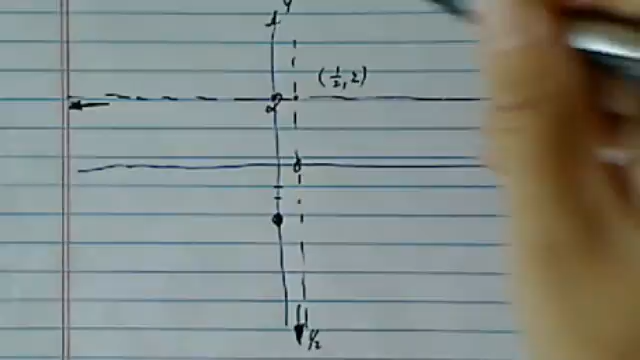 y
(1/2, 2)
2
1/2